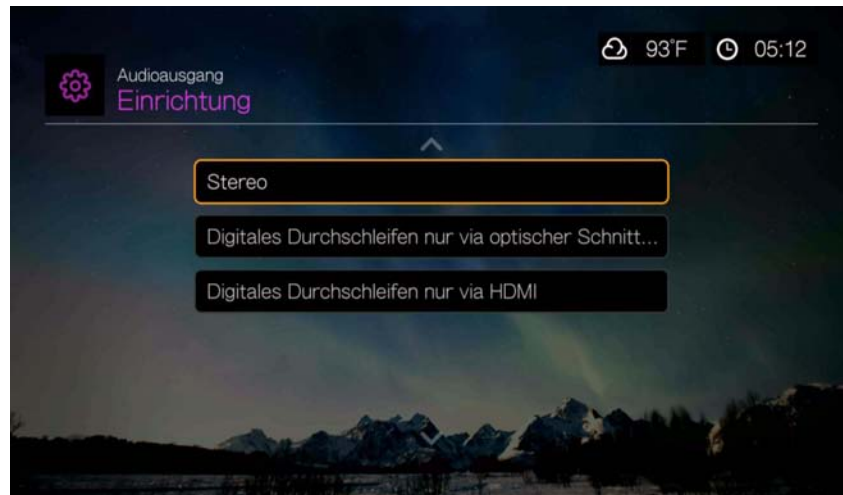 93°F 05:12
Audioausgang
Einrichtung
Stereo
Digitales Durchschleifen nur via optischer Schnitt...
Digitales Durchschleifen nur via HDMI